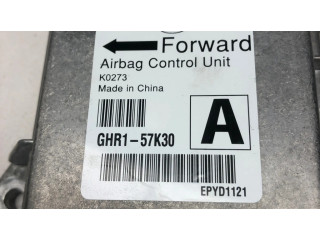 Forward
Airbag Control Unit
K0273
Made in China
GHR1-57K30
A
EPYD1121